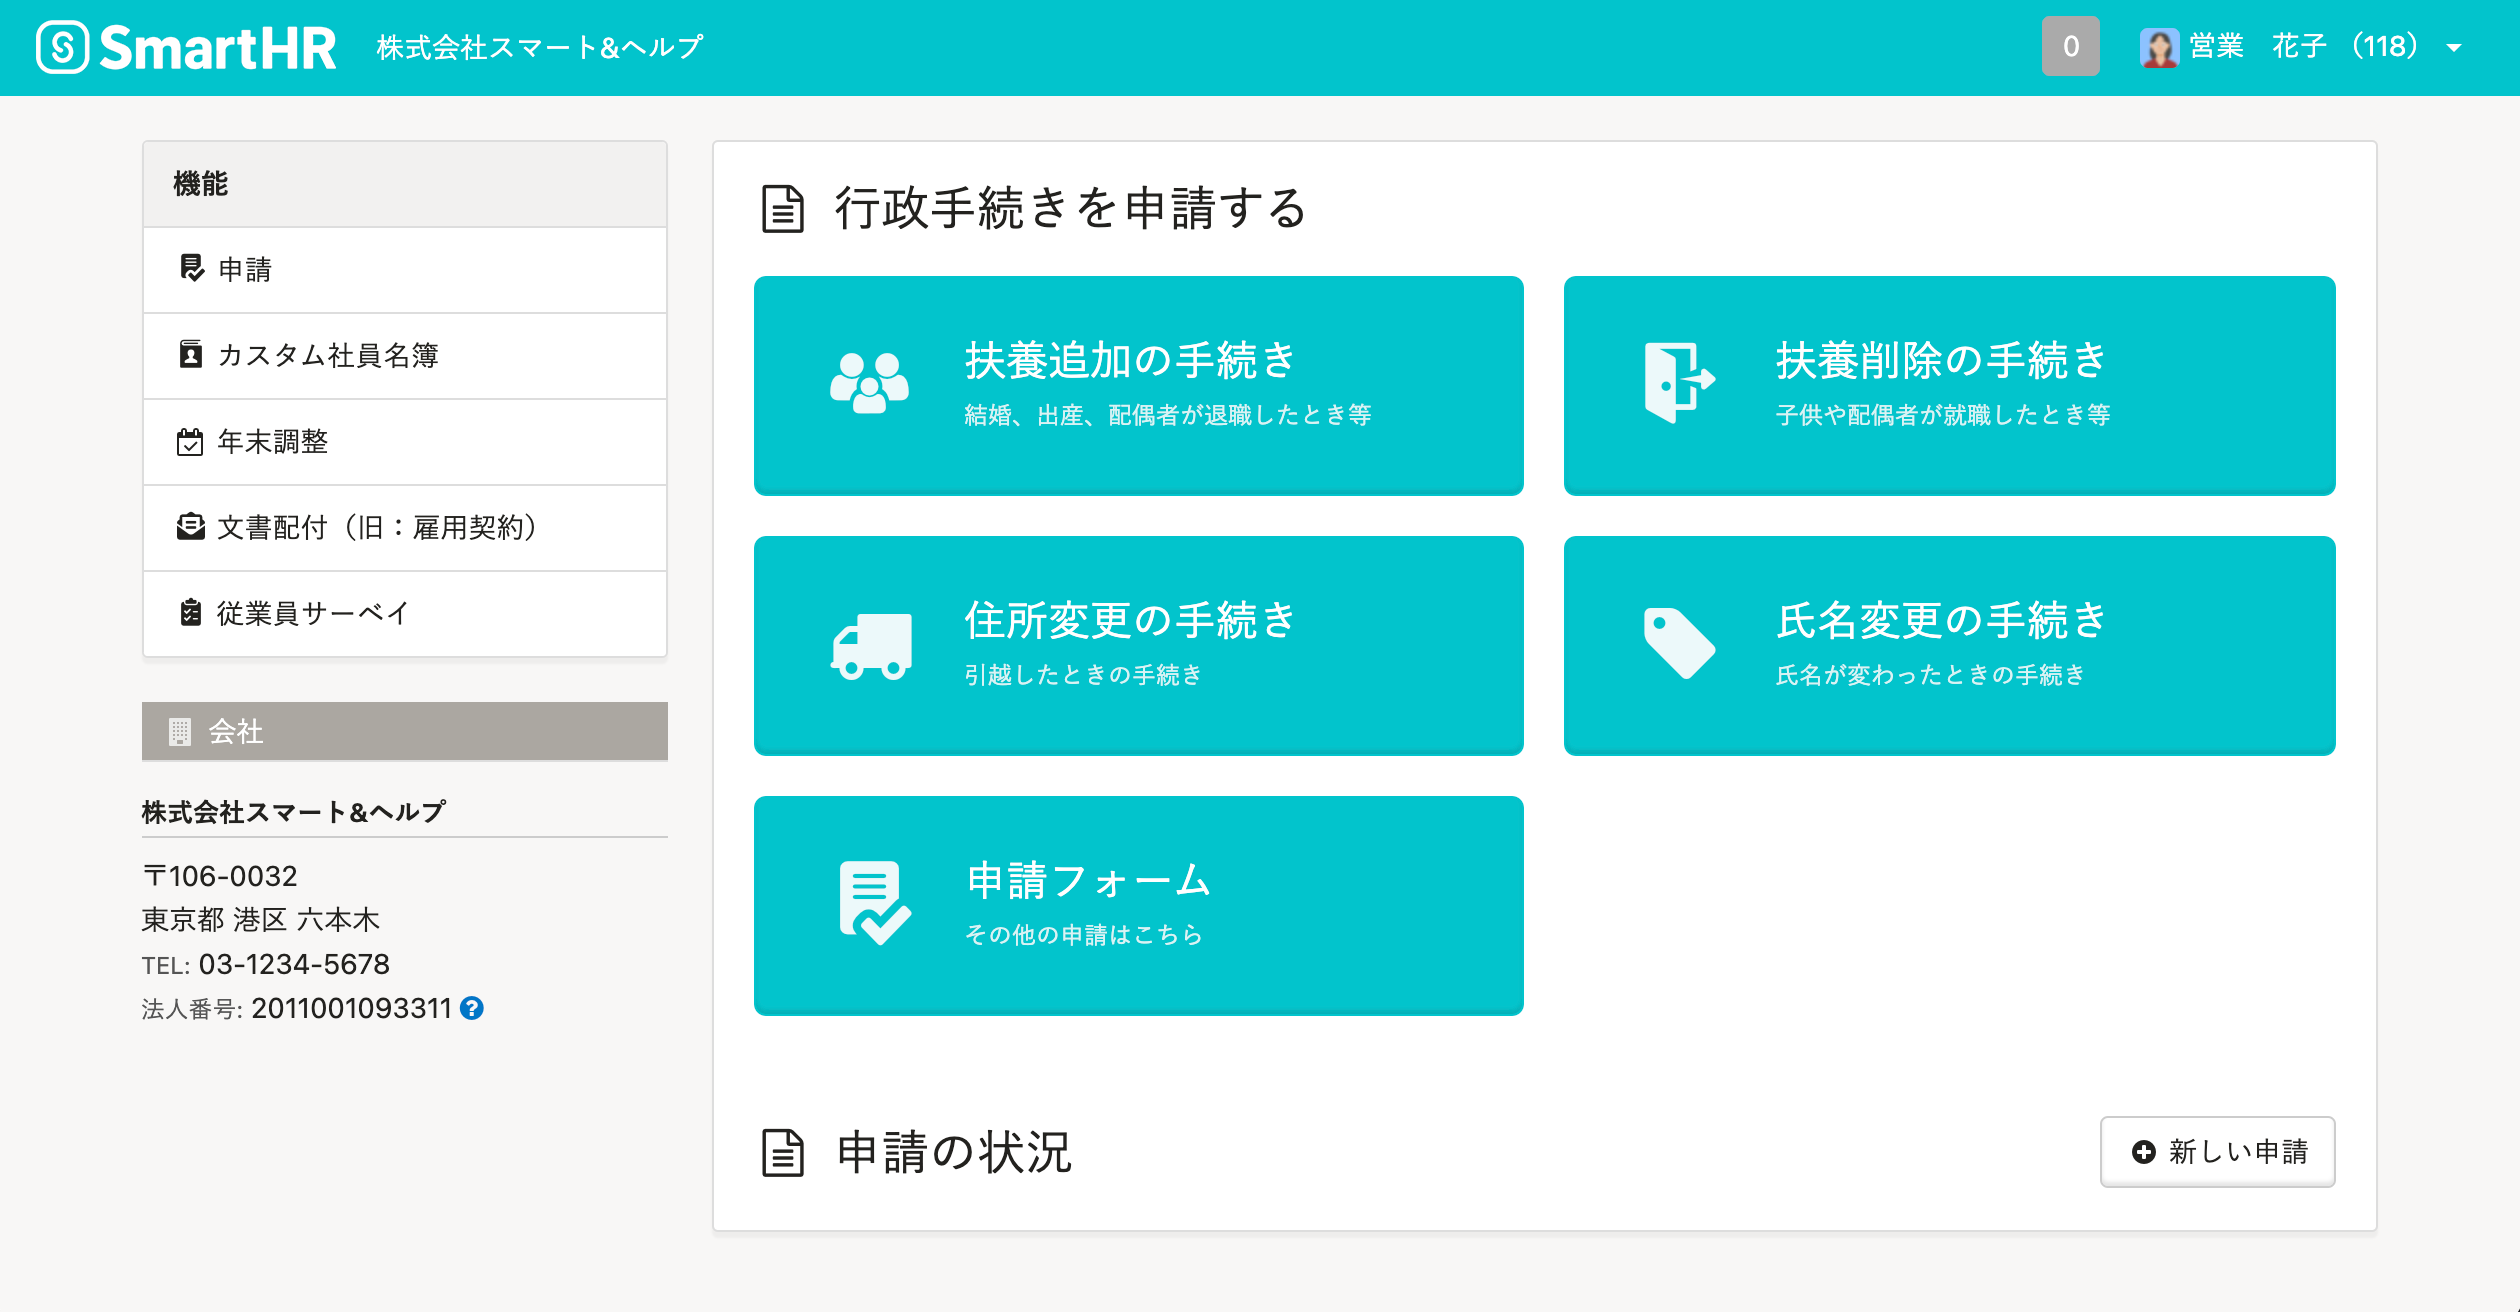 SmartHR 株式会社スマート&ヘルプ 0 営業 花子 （118）
機能
申請
カスタム社員名簿
年末調整
文書配付（旧：雇用契約）
従業員サーベイ
会社
株式会社スマート&ヘルプ
〒106-0032
東京都 港区 六本木
TEL: 03-1234-5678
法人番号: 2011001093311
行政手続きを申請する
扶養追加の手続き
結婚、出産、配偶者が退職したとき等
扶養削除の手続き
子供や配偶者が就職したとき等
住所変更の手続き
引越したときの手続き
氏名変更の手続き
氏名が変わったときの手続き
申請フォーム
その他の申請はこちら
申請の状況
新しい申請